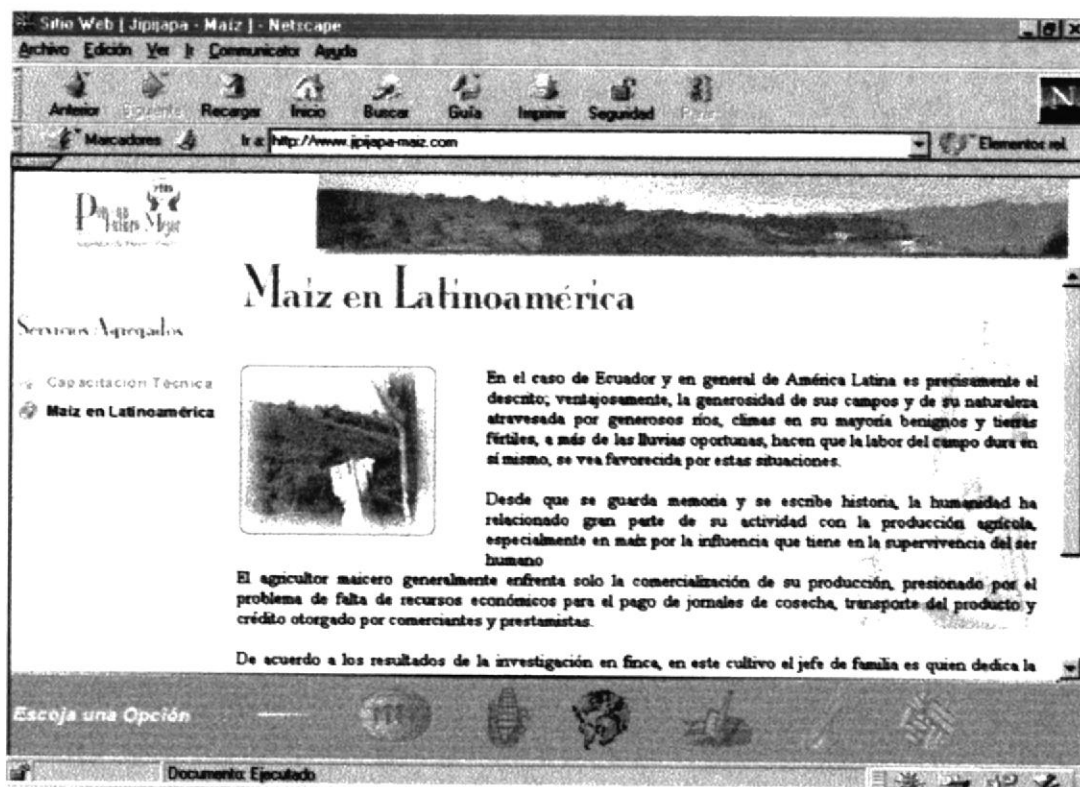 Sitio Web [ Jipijapa - Maíz ] - Netscape
Archivo Edición Ver Ir Communicator Ayuda
Anterior Siguiente Recargar Inicio Buscar Guía Imprimir Seguridad Parar
Marcadores Ir a: http://www.jipijapa-maiz.com Elementos rel.
N
Maiz en Latinoamérica
Servicios Agregados
Capacitación Técnica
Maíz en Latinoamérica
En el caso de Ecuador y en general de América Latina es precisamente el
descrito; ventajosamente, la generosidad de sus campos y de su naturaleza
atravesada por generosos ríos, climas en su mayoría benignos y tierras
fértiles, a más de las lluvias oportunas, hacen que la labor del campo dura en
sí mismo, se vea favorecida por estas situaciones.
Desde que se guarda memoria y se escribe historia, la humanidad ha
relacionado gran parte de su actividad con la producción agrícola,
especialmente en maíz por la influencia que tiene en la supervivencia del ser
humano
El agricultor maicero generalmente enfrenta solo la comercialización de su producción, presionado por el
problema de falta de recursos económicos para el pago de jornales de cosecha, transporte del producto y
crédito otorgado por comerciantes y prestamistas.
De acuerdo a los resultados de la investigación en finca, en este cultivo el jefe de familia es quien dedica la
Escoja una Opción
Documento: Ejecutado